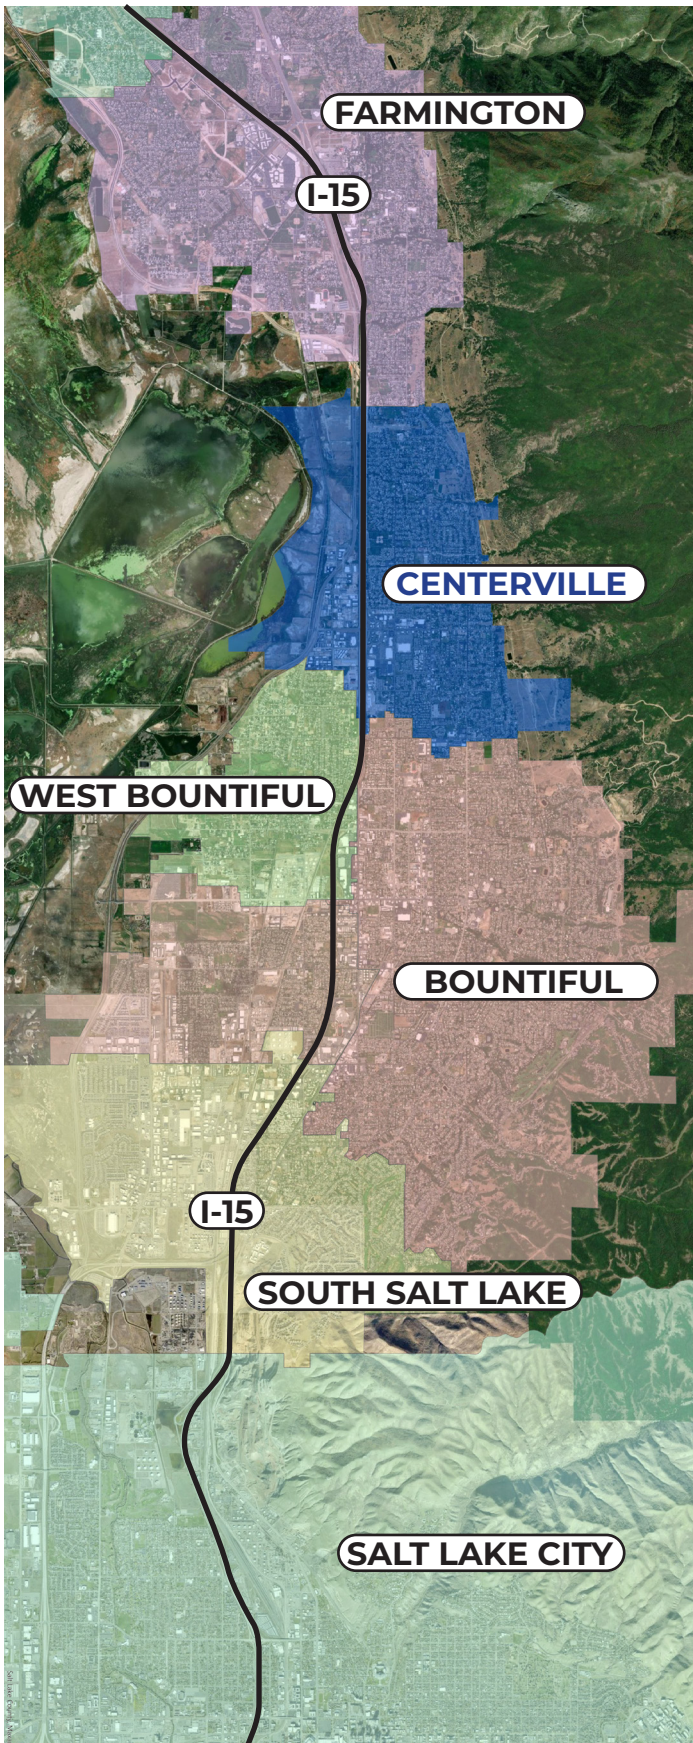 FARMINGTON
I-15
CENTERVILLE
WEST BOUNTIFUL
BOUNTIFUL
I-15
SOUTH SALT LAKE
SALT LAKE CITY